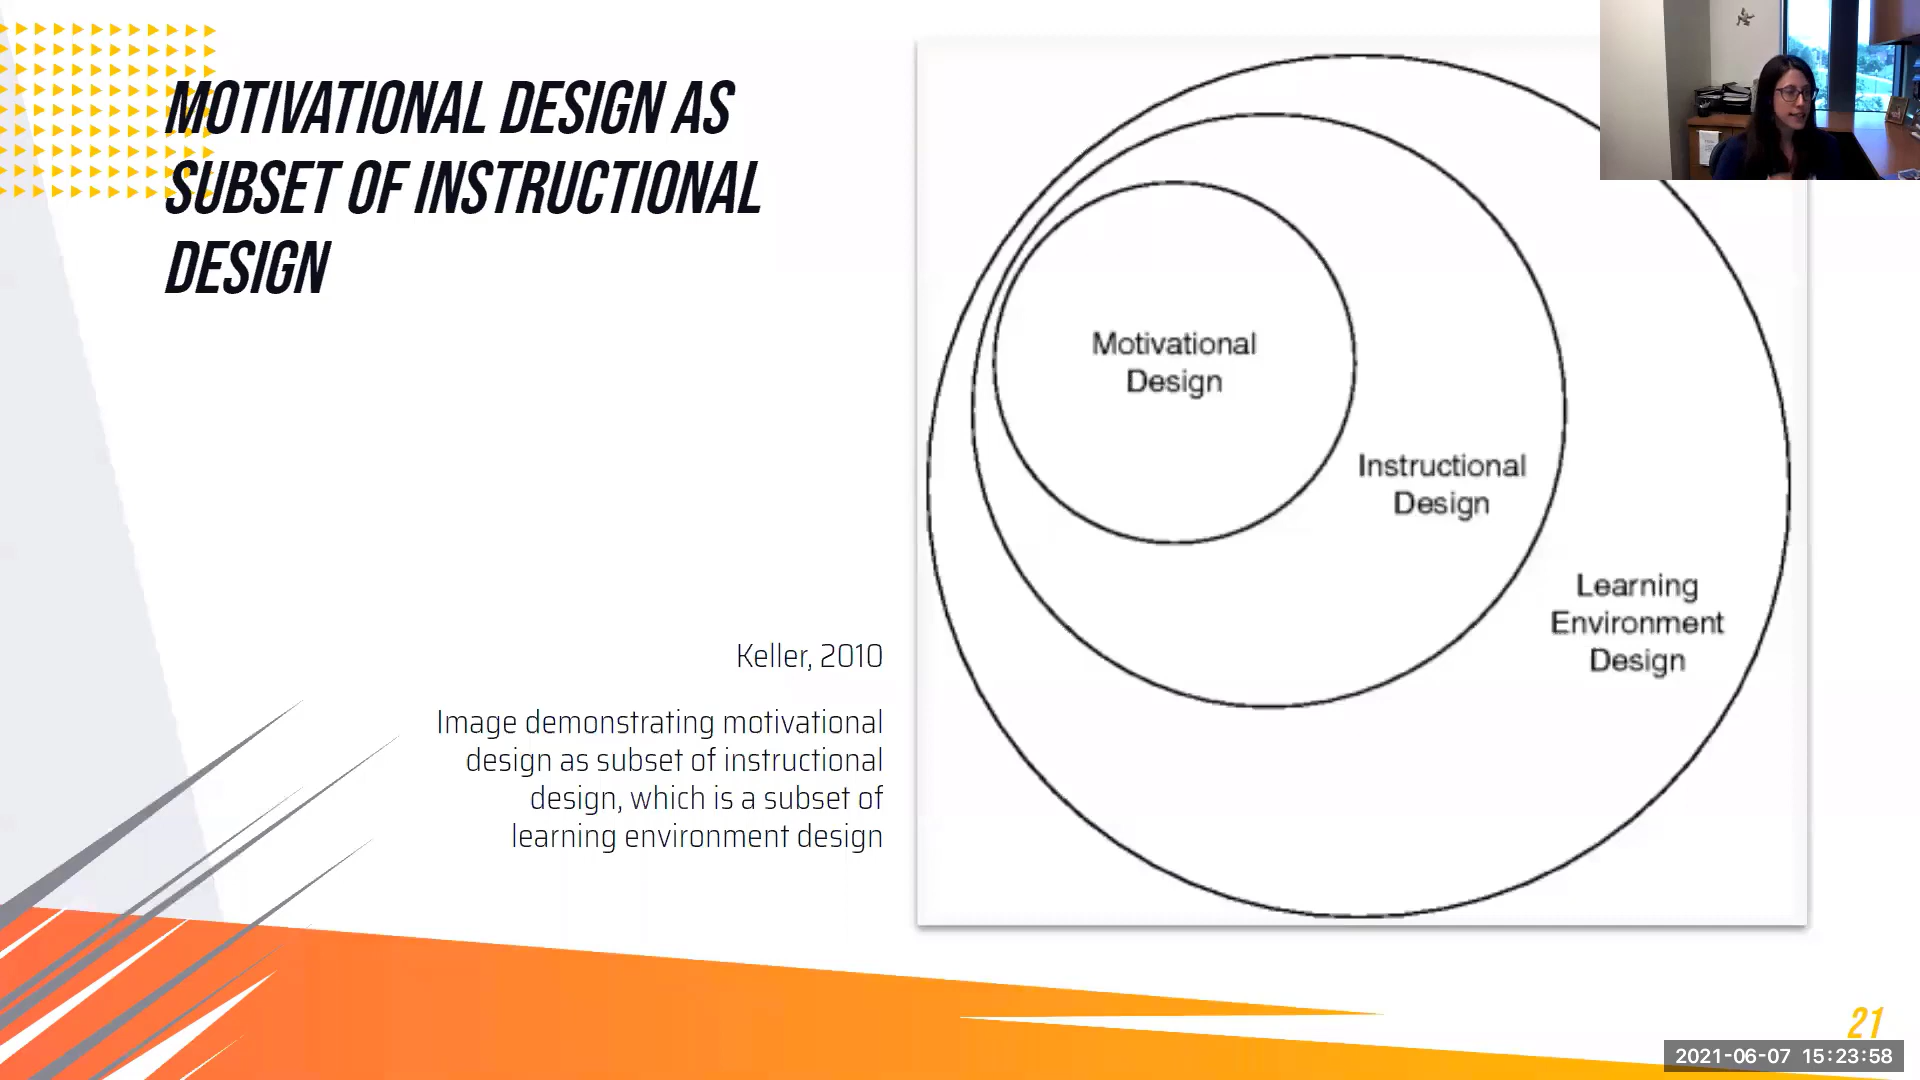 MOTIVATIONAL DESIGN AS
SUBSET OF INSTRUCTIONAL
DESIGN
Keller, 2010
Image demonstrating motivational
design as subset of instructional
design, which is a subset of
learning environment design
Motivational
Design
Instructional
Design
Learning
Environment
Design
21
2021-06-07 15:23:58